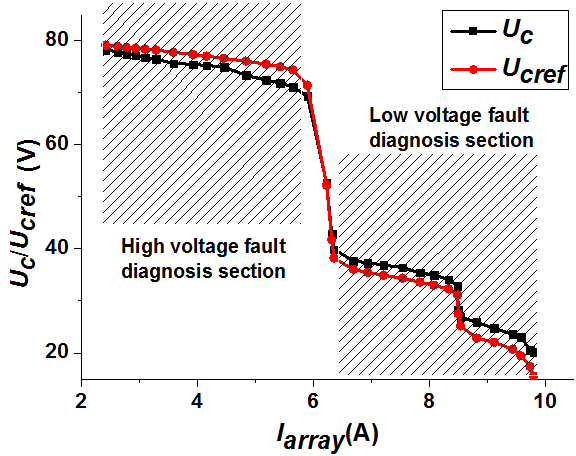 80
60
40
20
2
4
6
8
10
Uc/Ucref (V)
Iarray(A)
Uc
Ucref
High voltage fault
diagnosis section
Low voltage fault
diagnosis section